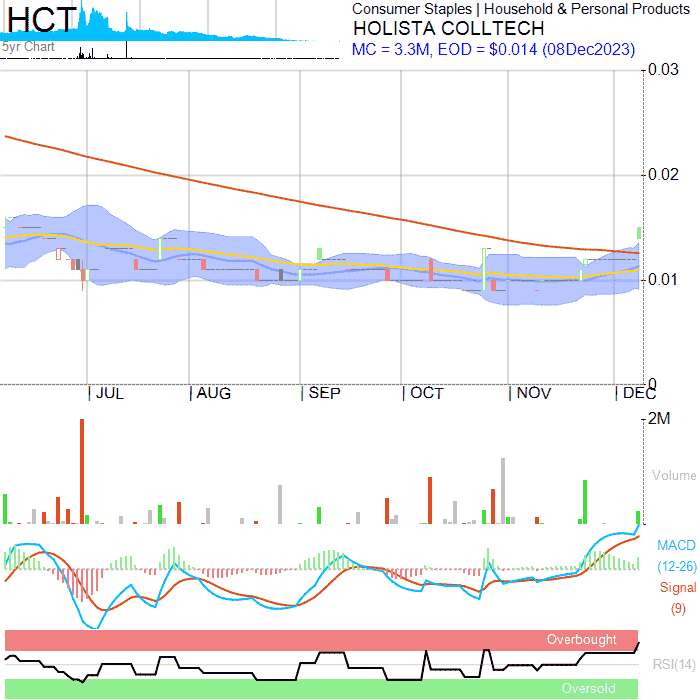 HCT
5yr Chart
Consumer Staples | Household & Personal Products
HOLISTA COLLTECH
MC = 3.3M, EOD = $0.014 (08Dec2023)
0.03
0.02
0.01
0
JUL
AUG
SEP
OCT
NOV
DEC
2M
Volume
MACD
(12-26)
Signal
(9)
Overbought
RSI(14)
Oversold